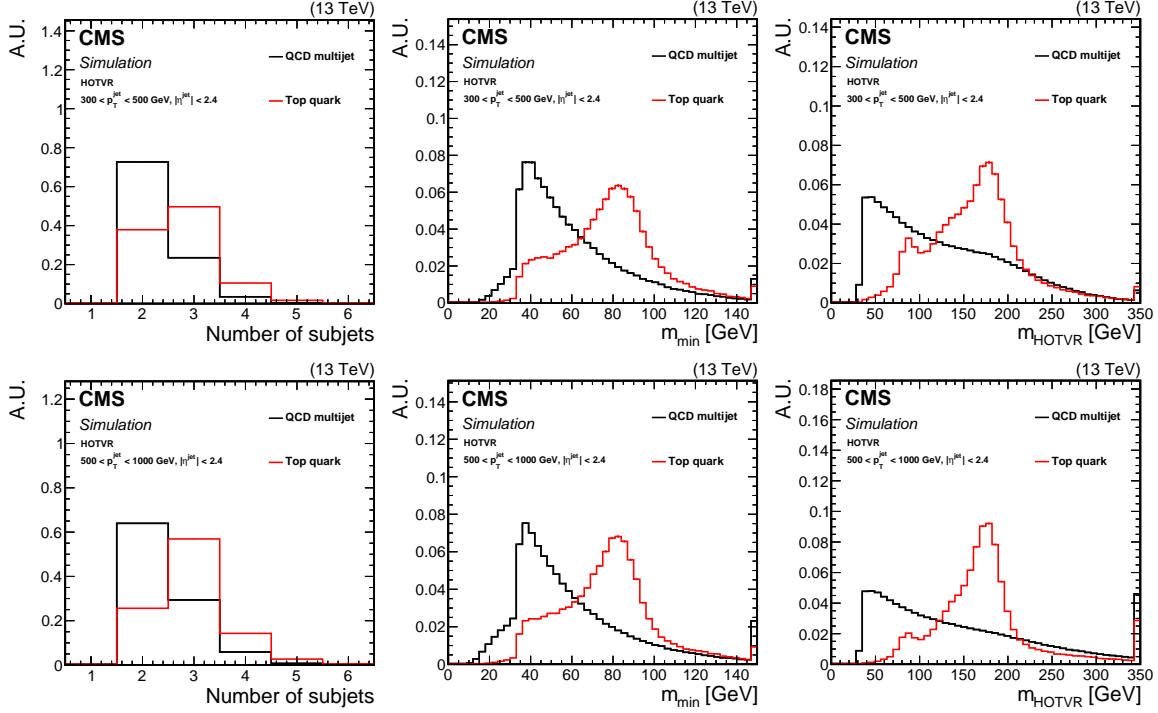 (13 TeV)
A.U.
CMS
Simulation
HOTVR
300 < p_T^jet < 500 GeV, |η^jet| < 2.4
QCD multijet
Top quark
1.4
1.2
1
0.8
0.6
0.4
0.2
0
1 2 3 4 5 6
Number of subjets
(13 TeV)
A.U.
CMS
Simulation
HOTVR
300 < p_T^jet < 500 GeV, |η^jet| < 2.4
QCD multijet
Top quark
0.14
0.12
0.1
0.08
0.06
0.04
0.02
0
0 20 40 60 80 100 120 140
m_min [GeV]
(13 TeV)
A.U.
CMS
Simulation
HOTVR
300 < p_T^jet < 500 GeV, |η^jet| < 2.4
QCD multijet
Top quark
0.14
0.12
0.1
0.08
0.06
0.04
0.02
0
0 50 100 150 200 250 300 350
m_HOTVR [GeV]
(13 TeV)
A.U.
CMS
Simulation
HOTVR
500 < p_T^jet < 1000 GeV, |η^jet| < 2.4
QCD multijet
Top quark
1.2
1
0.8
0.6
0.4
0.2
0
1 2 3 4 5 6
Number of subjets
(13 TeV)
A.U.
CMS
Simulation
HOTVR
500 < p_T^jet < 1000 GeV, |η^jet| < 2.4
QCD multijet
Top quark
0.14
0.12
0.1
0.08
0.06
0.04
0.02
0
0 20 40 60 80 100 120 140
m_min [GeV]
(13 TeV)
A.U.
CMS
Simulation
HOTVR
500 < p_T^jet < 1000 GeV, |η^jet| < 2.4
QCD multijet
Top quark
0.18
0.16
0.14
0.12
0.1
0.08
0.06
0.04
0.02
0
0 50 100 150 200 250 300 350
m_HOTVR [GeV]